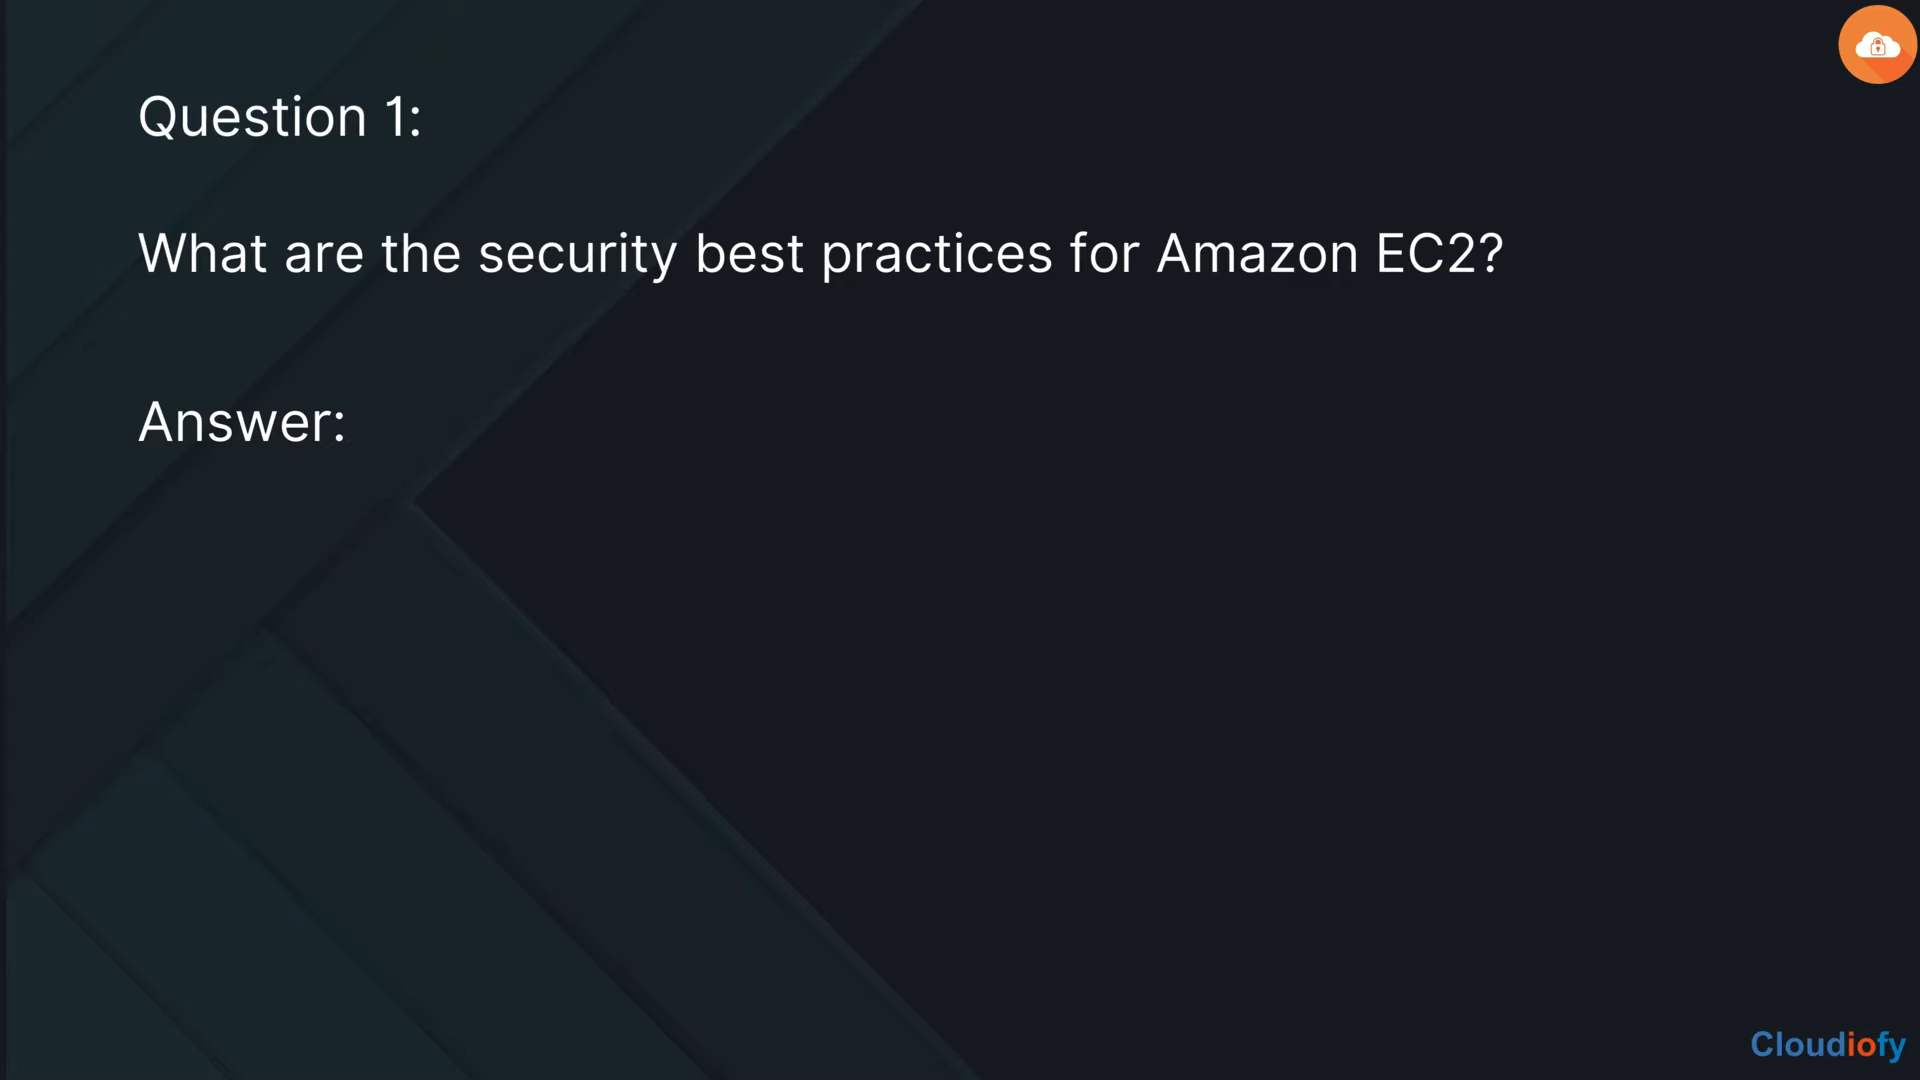 Question 1:
What are the security best practices for Amazon EC2?
Answer:
Cloudiofy